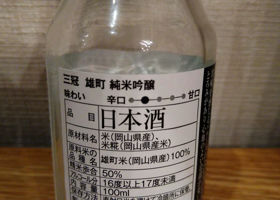 三冠 雄町 純米吟醸
味わい 辛口 甘口
品目 日本酒
原材料名 米(岡山県産)、
米糀(岡山県産米)
原料米の品種名 雄町米(岡山県産)100%
精米歩合 50%
アルコール分 16度以上17度未満
内容量 100ml